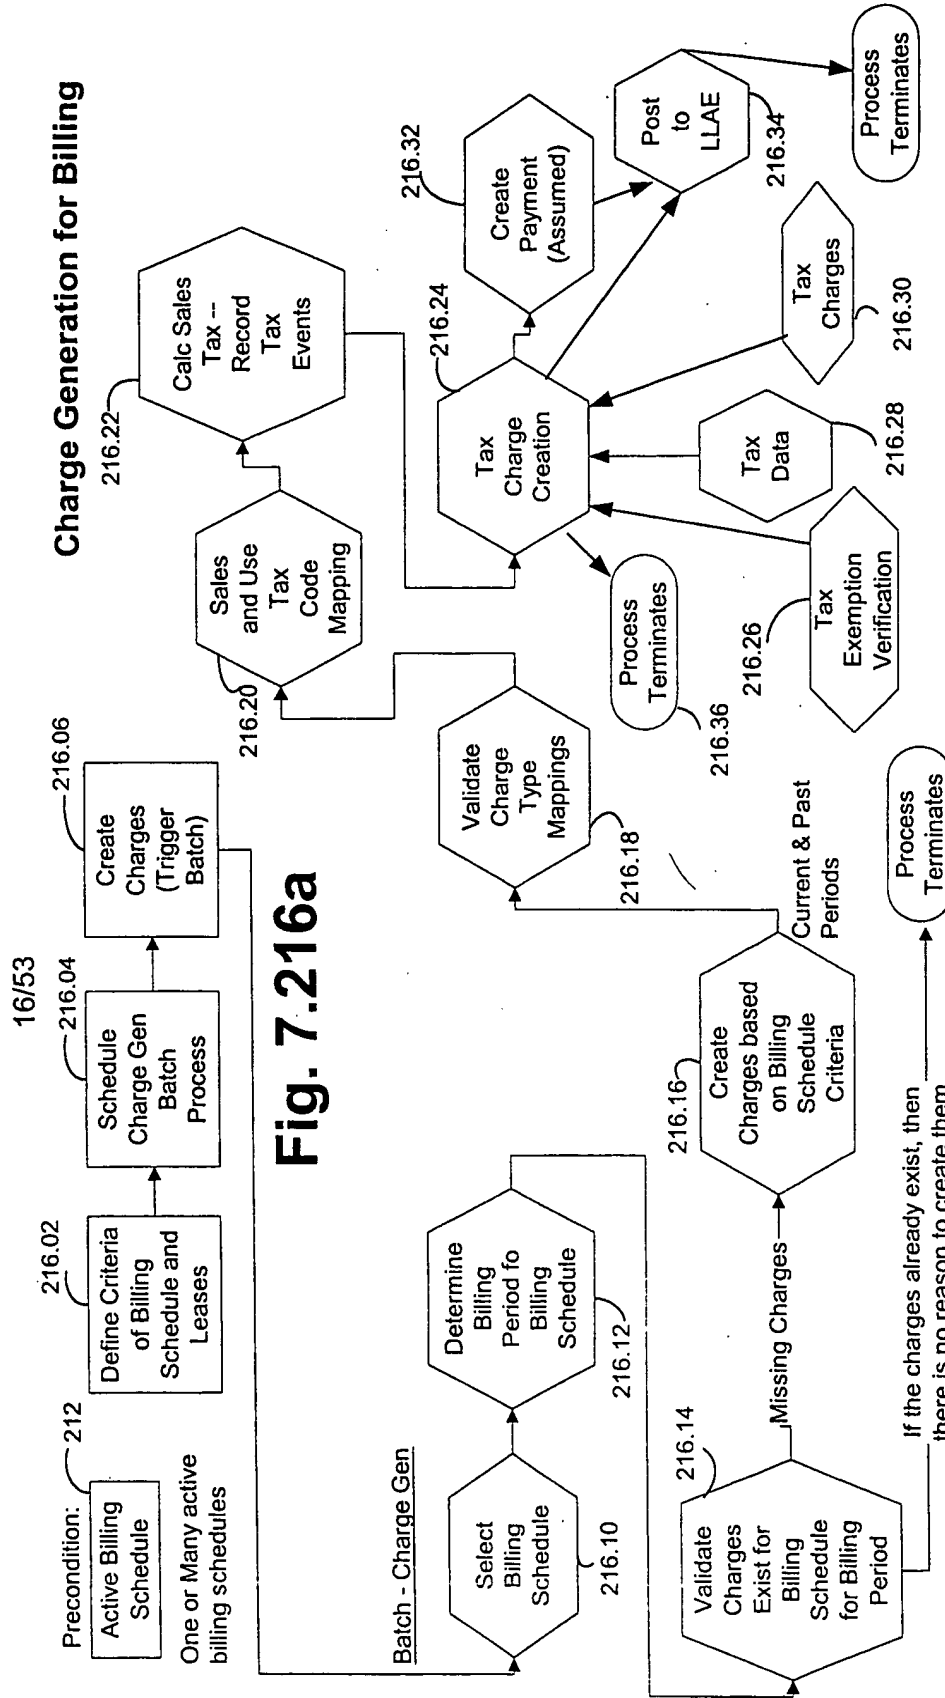 16/53
Charge Generation for Billing
Precondition:
212
Active Billing
Schedule
One or Many active
billing schedules
216.02
Define Criteria
of Billing
Schedule and
Leases
216.04
Schedule
Charge Gen
Batch
Process
216.06
Create
Charges
(Trigger
Batch)
Fig. 7.216a
Batch - Charge Gen
Select
Billing
Schedule
216.10
Determine
Billing
Period fo
Billing
Schedule
216.12
216.14
Validate
Charges
Exist for
Billing
Schedule
for Billing
Period
Missing Charges
If the charges already exist, then
there is no reason to create them
Process
Terminates
216.16
Create
Charges based
on Billing
Schedule
Criteria
Current & Past
Periods
Validate
Charge
Type
Mappings
216.18
216.20
Sales
and Use
Tax
Code
Mapping
216.22
Calc Sales
Tax --
Record
Tax
Events
216.24
Tax
Charge
Creation
Process
Terminates
216.36
216.26
Tax
Exemption
Verification
Tax
Data
216.28
Tax
Charges
216.30
216.32
Create
Payment
(Assumed)
Post
to
LLAE
216.34
Process
Terminates